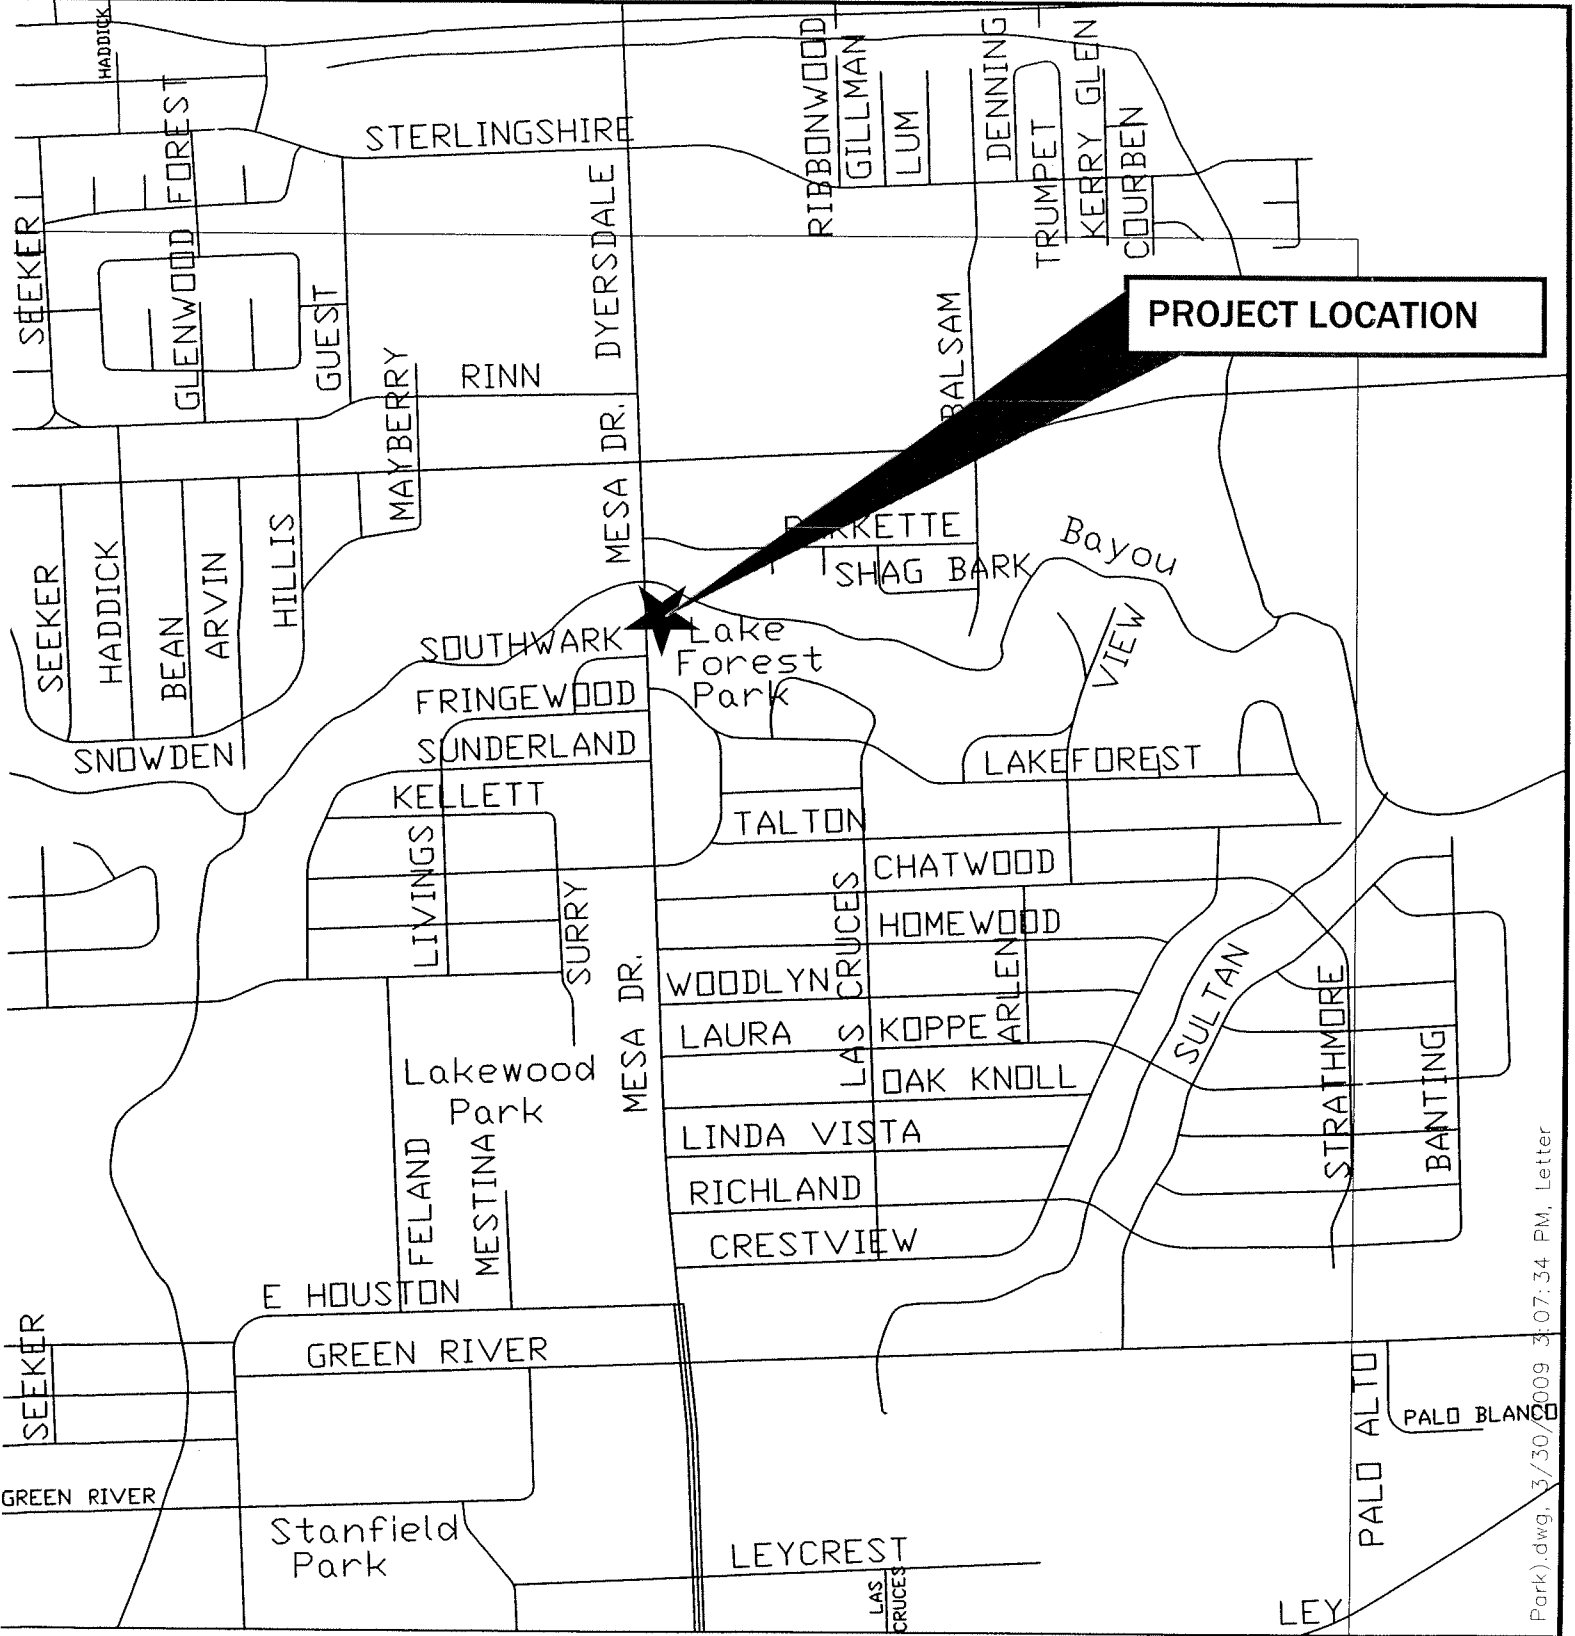 HADDICK
RIBBONWOOD
GILLMAN
LUM
DENNING
TRUMPET
KERRY GLEN
COURBEN
STERLINGSHIRE
GLENWOOD FOREST
SEEKER
GUEST
DYERSDALE
BALSAM
PROJECT LOCATION
RINN
MAYBERRY
MESA DR.
SHAG BARK
Bayou
SEEKER
HADDICK
BEAN
ARVIN
HILLIS
SOUTHWARK
Lake
Forest
Park
VIEW
FRINGEWOOD
SNOWDEN
SUNDERLAND
LAKEFOREST
KELLETT
TALTON
LIVINGS
CHATWOOD
SURRY
LAS CRUCES
HOMEWOOD
ARLEN
WOODLYN
MESA DR.
SULTAN
STRATHMORE
BANTING
LAURA
KOPPE
Lakewood
Park
OAK KNOLL
LINDA VISTA
FELAND
MESTINA
RICHLAND
CRESTVIEW
E HOUSTON
GREEN RIVER
SEEKER
PALO ALTO
PALO BLANCO
GREEN RIVER
Stanfield
Park
LEYCREST
LAS
CRUCES
LEY
Park).dwg, 3/30/2009 3:07:34 PM, Letter